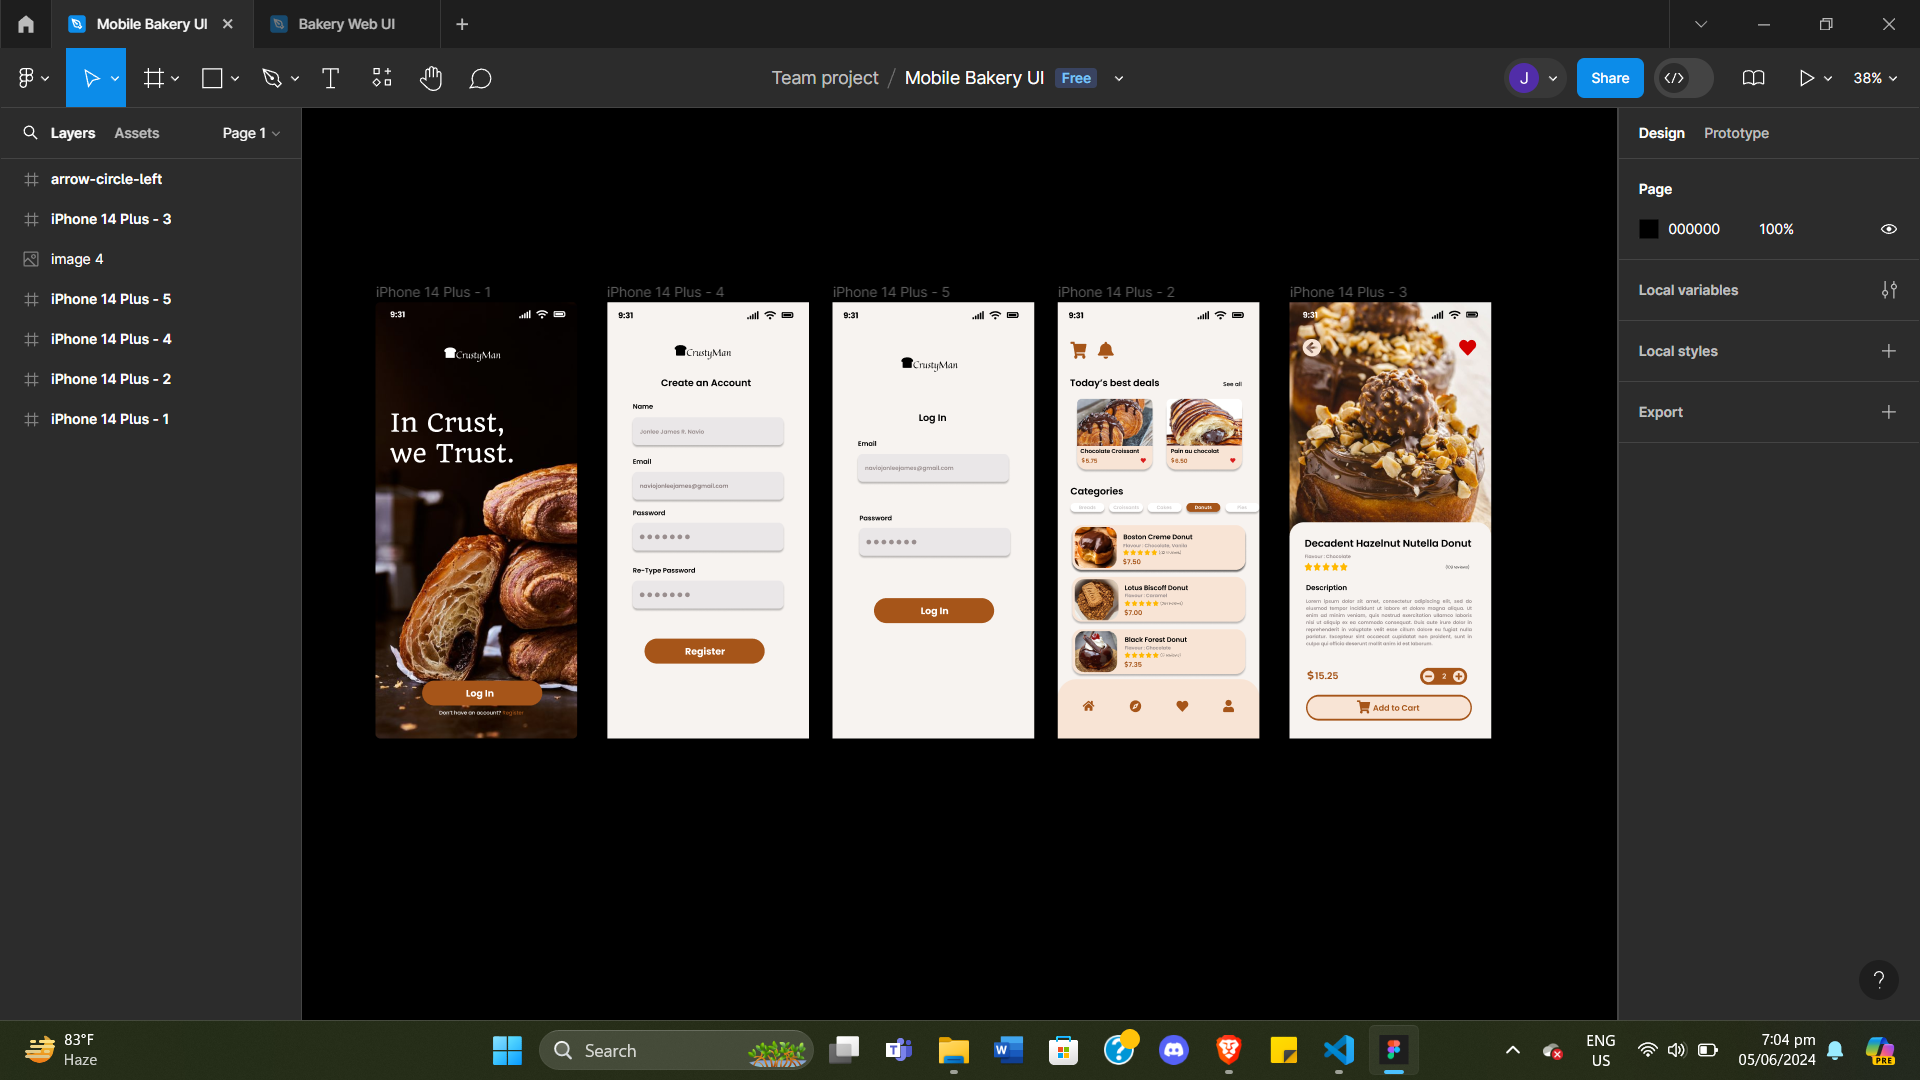 Mobile Bakery UI
Bakery Web UI
Team project / Mobile Bakery UI Free
J
Share
38%
Layers
Assets
Page 1
arrow-circle-left
iPhone 14 Plus - 3
image 4
iPhone 14 Plus - 5
iPhone 14 Plus - 4
iPhone 14 Plus - 2
iPhone 14 Plus - 1
iPhone 14 Plus - 1
9:31
CrustyMan
In Crust,
we Trust.
Log In
Don't have an account? Register
iPhone 14 Plus - 4
9:31
CrustyMan
Create an Account
Name
Jonlee James R. Navio
Email
naviojonleejames@gmail.com
Password
Re-Type Password
Register
iPhone 14 Plus - 5
9:31
CrustyMan
Log In
Email
naviojonleejames@gmail.com
Password
Log In
iPhone 14 Plus - 2
9:31
Today's best deals
See all
Chocolate Croissant
$5.75
Pain au chocolat
$6.50
Categories
Breads
Croissants
Cakes
Donuts
Pies
Boston Creme Donut
Flavour : Chocolate, Vanilla
$7.50
Lotus Biscoff Donut
Flavour : Caramel
$7.00
Black Forest Donut
Flavour : Chocolate
$7.35
iPhone 14 Plus - 3
9:31
Decadent Hazelnut Nutella Donut
Flavour : Chocolate
Description
Lorem ipsum dolor sit amet, consectetur adipiscing elit, sed do
eiusmod tempor incididunt ut labore et dolore magna aliqua. Ut
enim ad minim veniam, quis nostrud exercitation ullamco laboris
nisi ut aliquip ex ea commodo consequat. Duis aute irure dolor in
reprehenderit in voluptate velit esse cillum dolore eu fugiat nulla
pariatur. Excepteur sint occaecat cupidatat non proident, sunt in
culpa qui officia deserunt mollit anim id est laborum.
$15.25
2
Add to Cart
Design
Prototype
Page
000000
100%
Local variables
Local styles
Export
?
83°F
Haze
Search
ENG
US
7:04 pm
05/06/2024
PRE